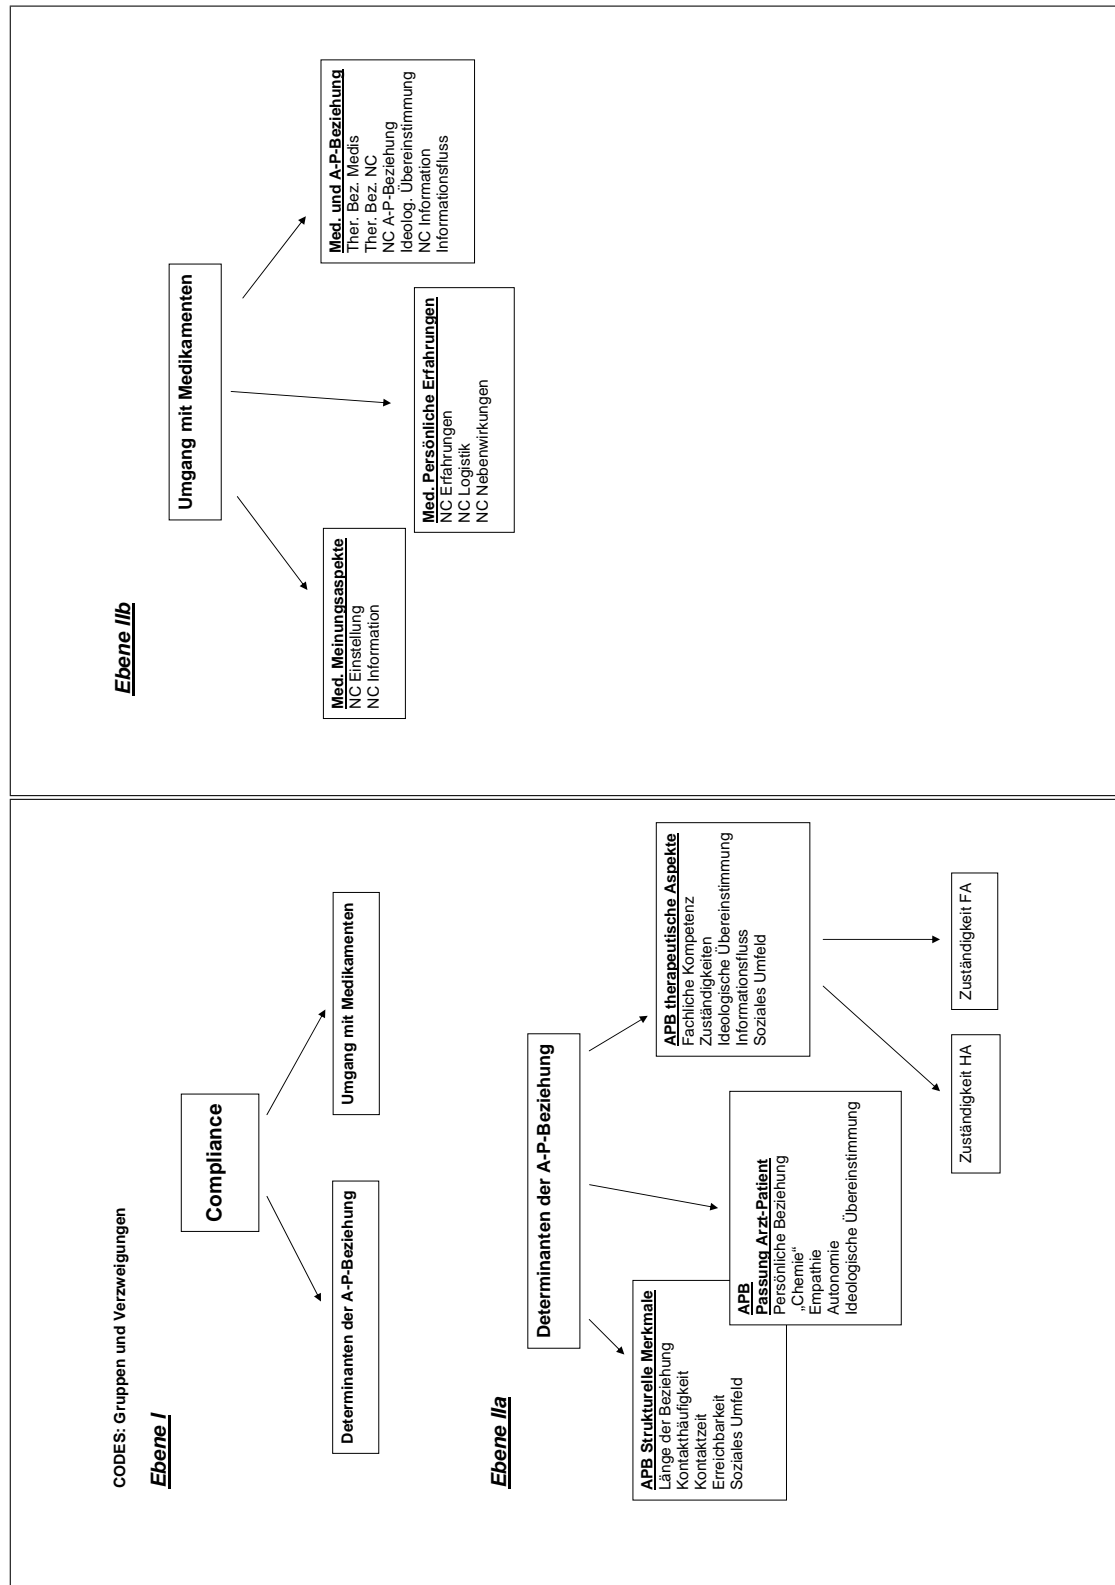 CODES: Gruppen und Verzweigungen
Ebene I
Compliance
Determinanten der A-P-Beziehung
Umgang mit Medikamenten
Ebene IIa
Determinanten der A-P-Beziehung
APB Strukturelle Merkmale
Länge der Beziehung
Kontakthäufigkeit
Kontaktzeit
Erreichbarkeit
Soziales Umfeld
APB
Passung Arzt-Patient
Persönliche Beziehung
„Chemie“
Empathie
Autonomie
Ideologische Übereinstimmung
APB therapeutische Aspekte
Fachliche Kompetenz
Zuständigkeiten
Ideologische Übereinstimmung
Informationsfluss
Soziales Umfeld
Zuständigkeit HA
Zuständigkeit FA
Ebene IIb
Umgang mit Medikamenten
Med. Meinungsaspekte
NC Einstellung
NC Information
Med. Persönliche Erfahrungen
NC Erfahrungen
NC Logistik
NC Nebenwirkungen
Med. und A-P-Beziehung
Ther. Bez. Medis
Ther. Bez. NC
NC A-P-Beziehung
Ideolog. Übereinstimmung
NC Information
Informationsfluss